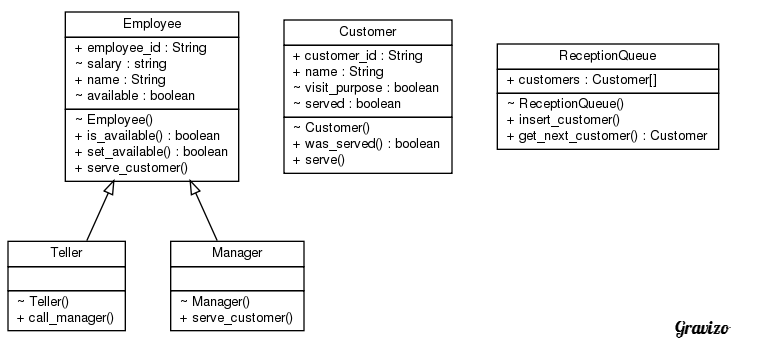 Employee
+ employee_id : String
~ salary : string
+ name : String
~ available : boolean
~ Employee()
+ is_available() : boolean
+ set_available() : boolean
+ serve_customer()
Customer
+ customer_id : String
+ name : String
~ visit_purpose : boolean
~ served : boolean
~ Customer()
+ was_served() : boolean
+ serve()
ReceptionQueue
+ customers : Customer[]
~ ReceptionQueue()
+ insert_customer()
+ get_next_customer() : Customer
Teller
~ Teller()
+ call_manager()
Manager
~ Manager()
+ serve_customer()
Gravizo